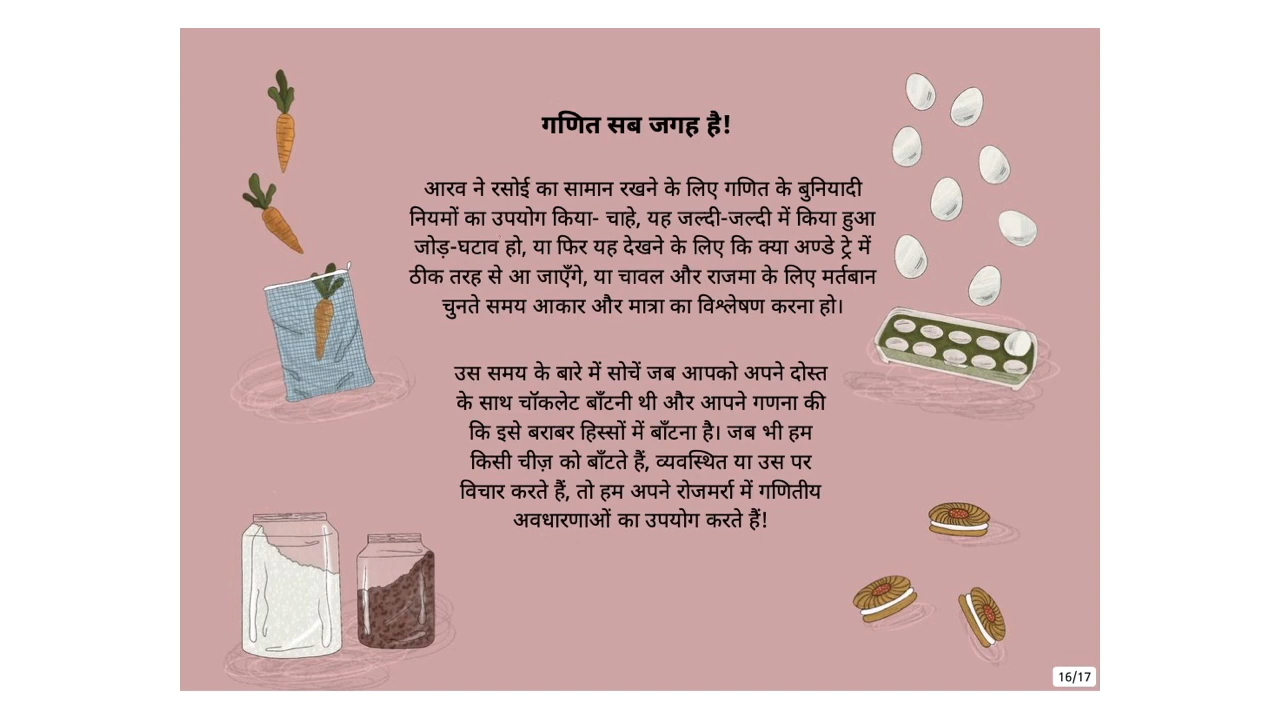 गणित सब जगह है!
आरव ने रसोई का सामान रखने के लिए गणित के बुनियादी
नियमों का उपयोग किया- चाहे, यह जल्दी-जल्दी में किया हुआ
जोड़-घटाव हो, या फिर यह देखने के लिए कि क्या अण्डे ट्रे में
ठीक तरह से आ जाएँगे, या चावल और राजमा के लिए मर्तबान
चुनते समय आकार और मात्रा का विश्लेषण करना हो।
उस समय के बारे में सोचें जब आपको अपने दोस्त
के साथ चॉकलेट बाँटनी थी और आपने गणना की
कि इसे बराबर हिस्सों में बाँटना है। जब भी हम
किसी चीज़ को बाँटते हैं, व्यवस्थित या उस पर
विचार करते हैं, तो हम अपने रोजमर्रा में गणितीय
अवधारणाओं का उपयोग करते हैं!
16/17